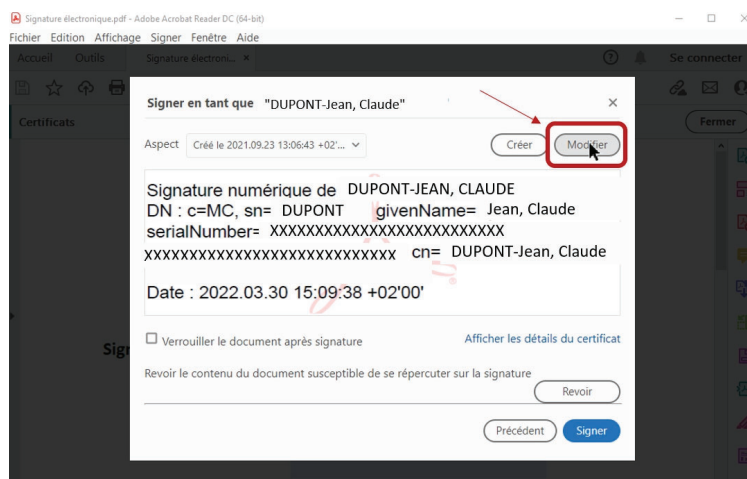 Signature électronique.pdf - Adobe Acrobat Reader DC (64-bit)
Fichier Edition Affichage Signer Fenêtre Aide
Accueil Outils Signature électroni... × Se connecter
Certificats Fermer
Signer en tant que "DUPONT-Jean, Claude" ×
Aspect Créé le 2021.09.23 13:06:43 +02'... Créer Modifier
Signature numérique de DUPONT-JEAN, CLAUDE
DN : c=MC, sn= DUPONT givenName= Jean, Claude
serialNumber= XXXXXXXXXXXXXXXXXXXXXXXXXX
XXXXXXXXXXXXXXXXXXXXXXXXXXXX cn= DUPONT-Jean, Claude
Date : 2022.03.30 15:09:38 +02'00'
Verrouiller le document après signature Afficher les détails du certificat
Sign
Revoir le contenu du document susceptible de se répercuter sur la signature
Revoir
Précédent Signer